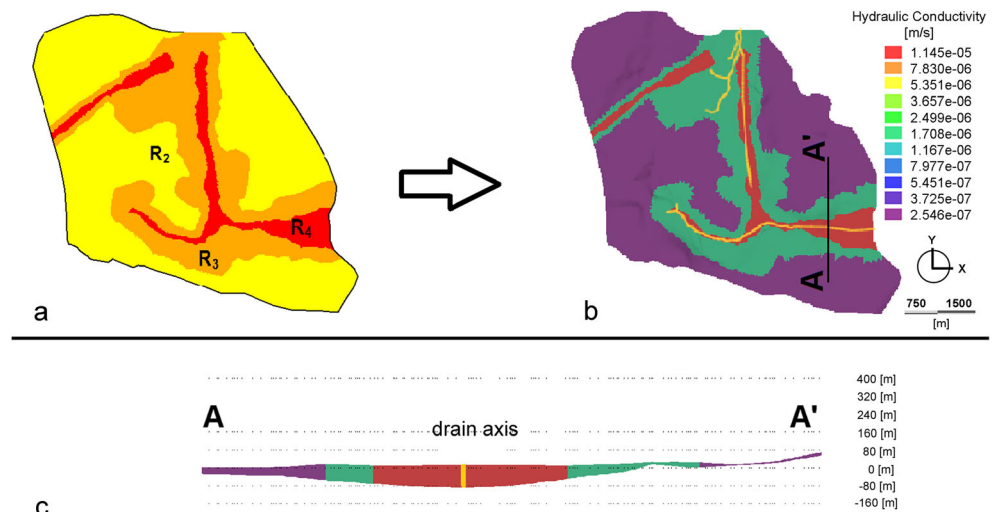 R2
R3
R4
a
A'
A
b
Hydraulic Conductivity
[m/s]
1.145e-05
7.830e-06
5.351e-06
3.657e-06
2.499e-06
1.708e-06
1.167e-06
7.977e-07
5.451e-07
3.725e-07
2.546e-07
Y
X
750 1500
[m]
A
drain axis
A'
400 [m]
320 [m]
240 [m]
160 [m]
80 [m]
0 [m]
-80 [m]
-160 [m]
c